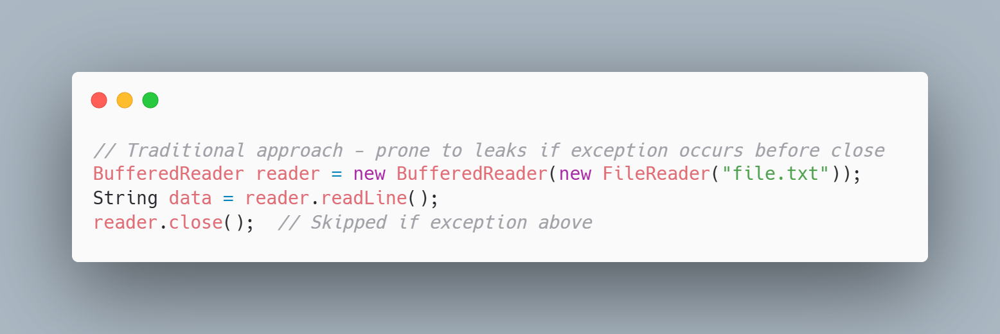 // Traditional approach – prone to leaks if exception occurs before close
BufferedReader reader = new BufferedReader(new FileReader("file.txt"));
String data = reader.readLine();
reader.close();  // Skipped if exception above